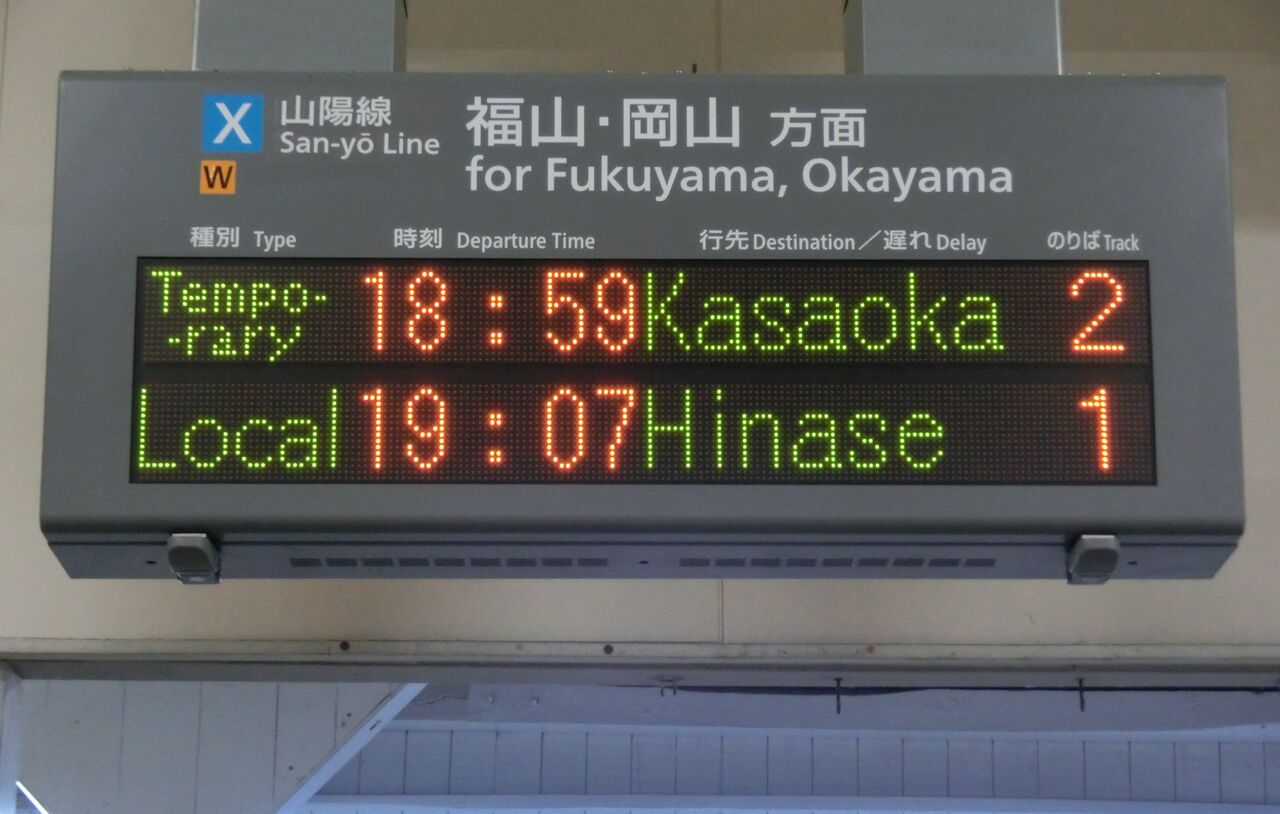 X 山陽線 福山・岡山 方面
W San-yō Line for Fukuyama, Okayama
種別 Type 時刻 Departure Time 行先 Destination／遅れ Delay のりば Track
Tempo-
-rary 18:59 Kasaoka 2
Local 19:07 Hinase 1